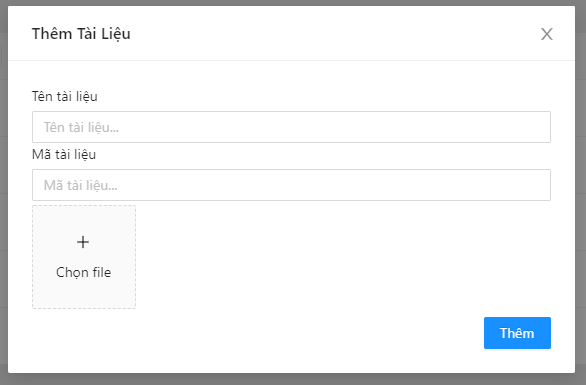 Thêm Tài Liệu
Tên tài liệu
Tên tài liệu...
Mã tài liệu
Mã tài liệu...
Chọn file
Thêm